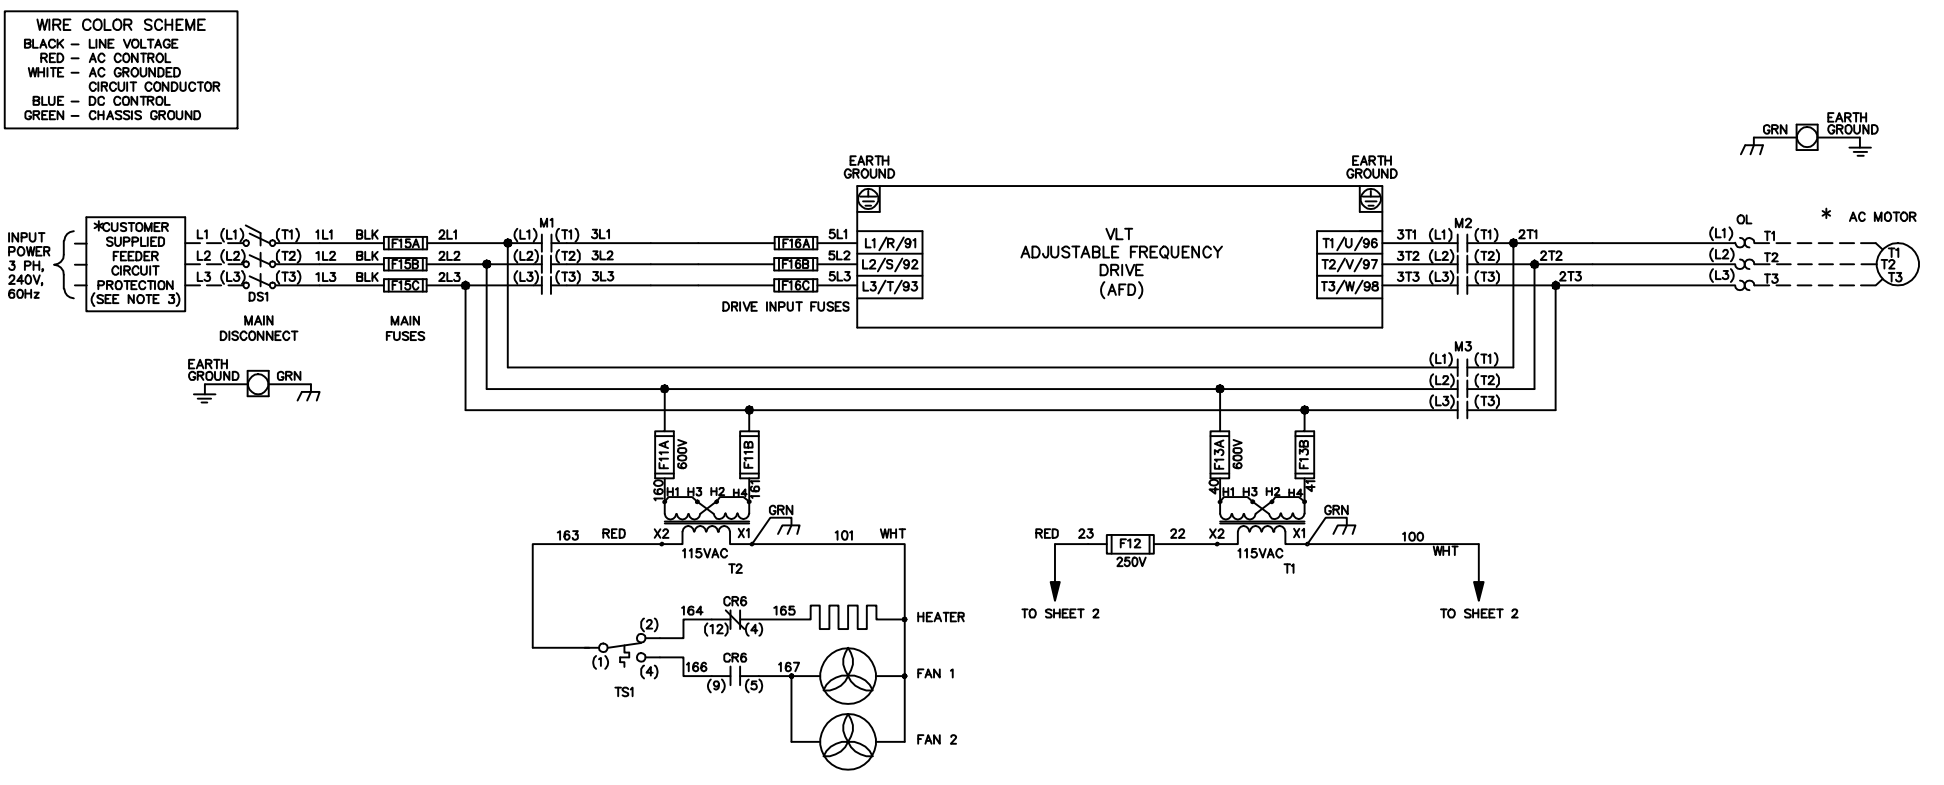 WIRE COLOR SCHEME
BLACK – LINE VOLTAGE
RED – AC CONTROL
WHITE – AC GROUNDED
CIRCUIT CONDUCTOR
BLUE – DC CONTROL
GREEN – CHASSIS GROUND
GRN
EARTH
GROUND
INPUT
POWER
3 PH,
240V,
60Hz
*CUSTOMER
SUPPLIED
FEEDER
CIRCUIT
PROTECTION
(SEE NOTE 3)
L1 (L1) (T1) 1L1 BLK F15A 2L1 (L1) M1 (T1) 3L1 F16A 5L1 L1/R/91
L2 (L2) (T2) 1L2 BLK F15B 2L2 (L2) (T2) 3L2 F16B 5L2 L2/S/92
L3 (L3) (T3) 1L3 BLK F15C 2L3 (L3) (T3) 3L3 F16C 5L3 L3/T/93
DS1
MAIN
DISCONNECT
MAIN
FUSES
DRIVE INPUT FUSES
EARTH
GROUND
EARTH
GROUND
VLT
ADJUSTABLE FREQUENCY
DRIVE
(AFD)
T1/U/96 3T1 (L1) M2 (T1) 2T1 (L1) OL T1
T2/V/97 3T2 (L2) (T2) 2T2 (L2) T2
T3/W/98 3T3 (L3) (T3) 2T3 (L3) T3
* AC MOTOR
T1
T2
T3
EARTH
GROUND
GRN
M3
(L1) (T1)
(L2) (T2)
(L3) (T3)
F11A
600V
F11B
160
161
H1 H3 H2 H4
GRN
163 RED X2 X1 101 WHT
115VAC
T2
F13A
600V
F13B
40
41
H1 H3 H2 H4
GRN
RED 23 F12 22 X2 X1 100
WHT
250V
115VAC
T1
TO SHEET 2
TO SHEET 2
164 CR6 165
(12) (4)
HEATER
(2)
(1)
(4)
TS1
166 CR6 167
(9) (5)
FAN 1
FAN 2